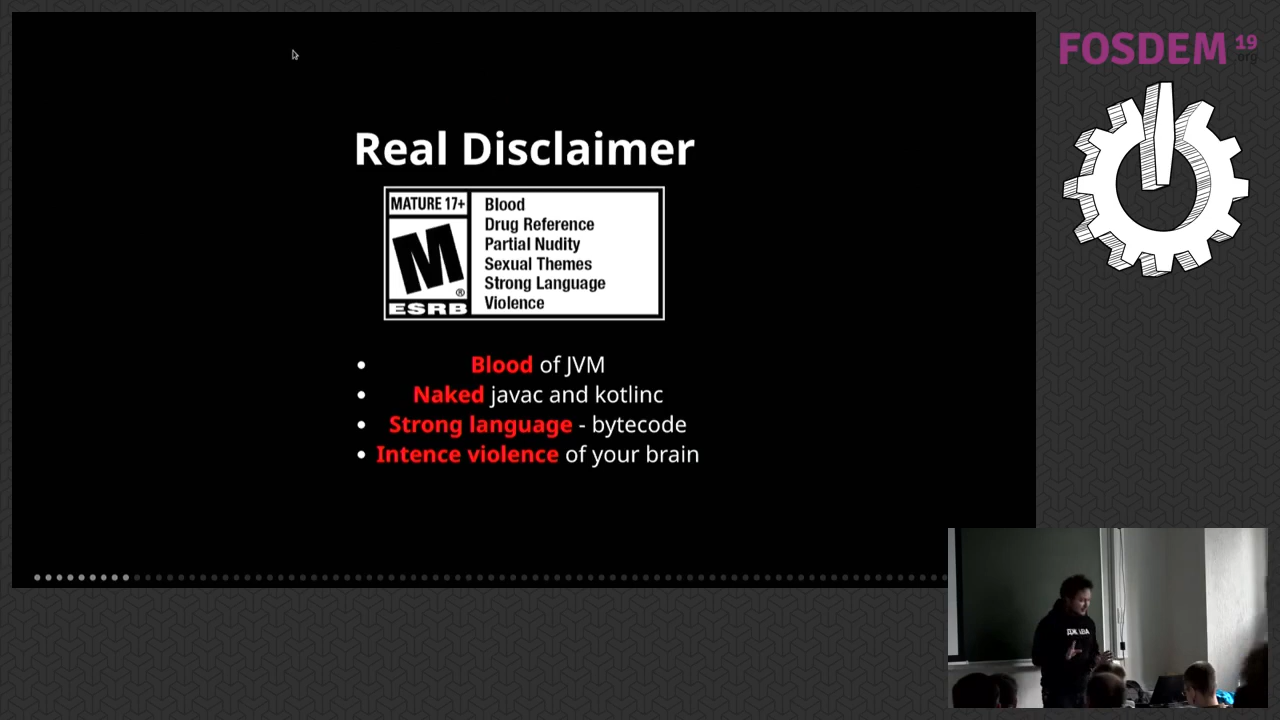 FOSDEM 19
.org
Real Disclaimer
MATURE 17+
M
®
ESRB
Blood
Drug Reference
Partial Nudity
Sexual Themes
Strong Language
Violence
• Blood of JVM
• Naked javac and kotlinc
• Strong language - bytecode
• Intence violence of your brain